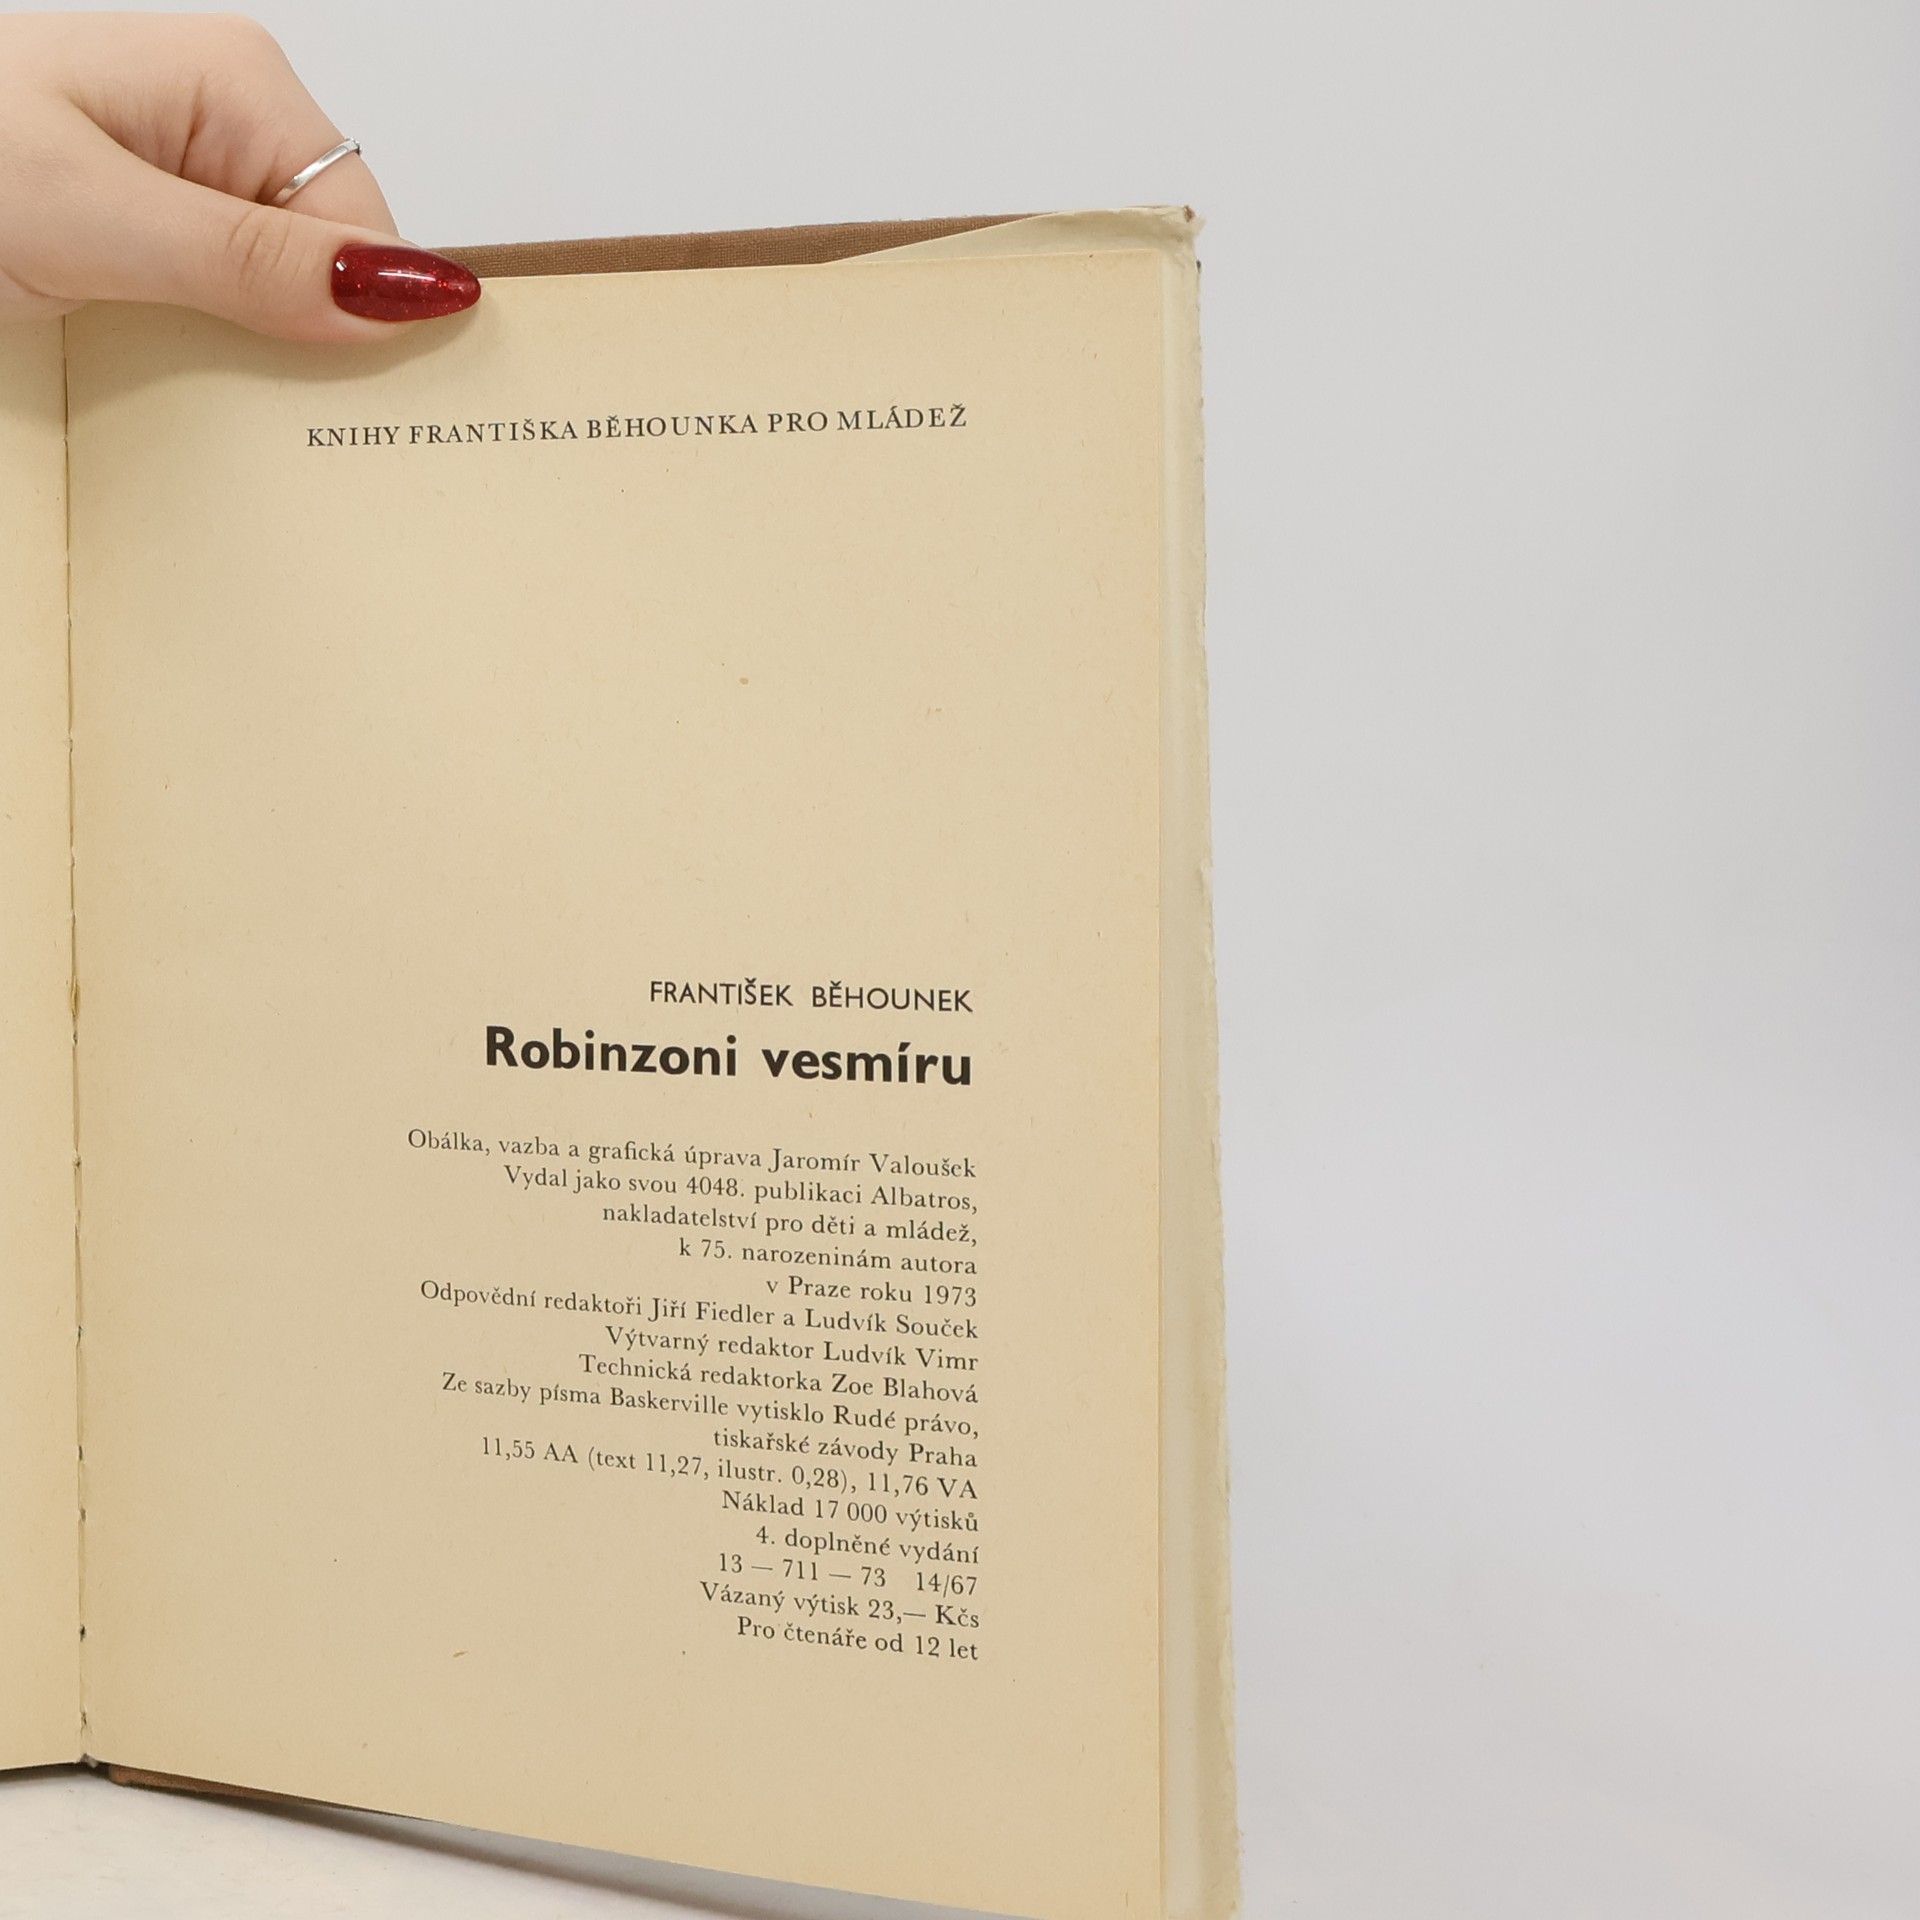 KNIHY FRANTIŠKA BĚHOUNKA PRO MLÁDEŽ
FRANTIŠEK BĚHOUNEK
Robinzoni vesmíru
Obálka, vazba a grafická úprava Jaromír Valoušek
Vydal jako svou 4048. publikaci Albatros,
nakladatelství pro děti a mládež,
k 75. narozeninám autora
v Praze roku 1973
Odpovědní redaktoři Jiří Fiedler a Ludvík Souček
Výtvarný redaktor Ludvík Vimr
Technická redaktorka Zoe Blahová
Ze sazby písma Baskerville vytisklo Rudé právo,
tiskařské závody Praha
11,55 AA (text 11,27, ilustr. 0,28), 11,76 VA
Náklad 17 000 výtisků
4. doplněné vydání
13 — 711 — 73 14/67
Vázaný výtisk 23,— Kčs
Pro čtenáře od 12 let